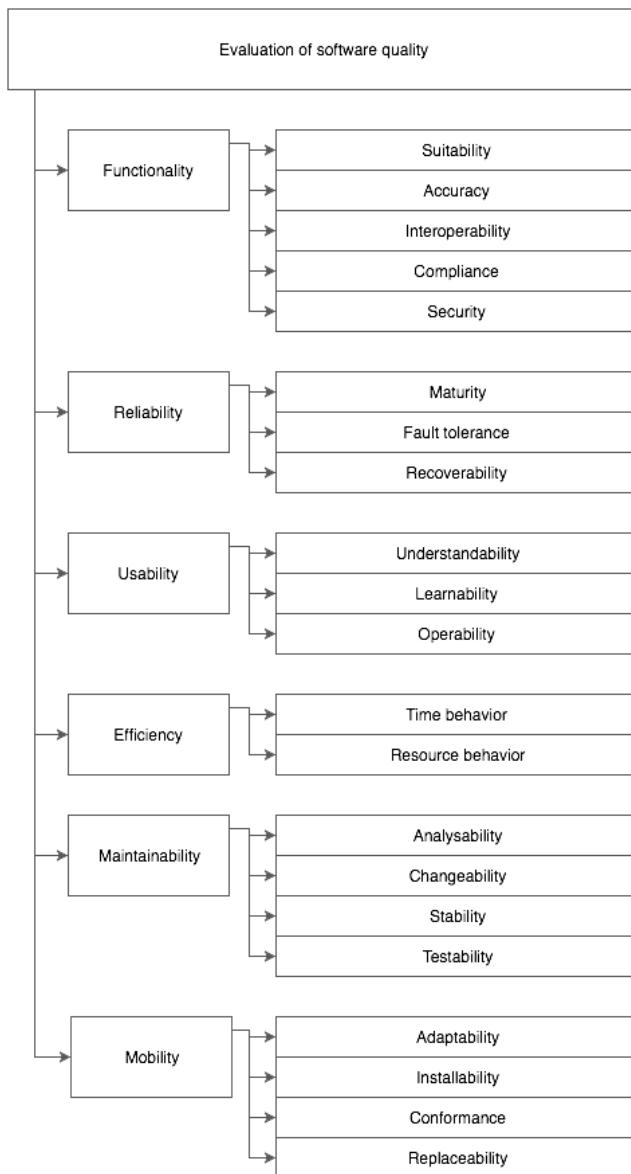 Evaluation of software quality
Functionality
Suitability
Accuracy
Interoperability
Compliance
Security
Reliability
Maturity
Fault tolerance
Recoverability
Usability
Understandability
Learnability
Operability
Efficiency
Time behavior
Resource behavior
Maintainability
Analysability
Changeability
Stability
Testability
Mobility
Adaptability
Installability
Conformance
Replaceability